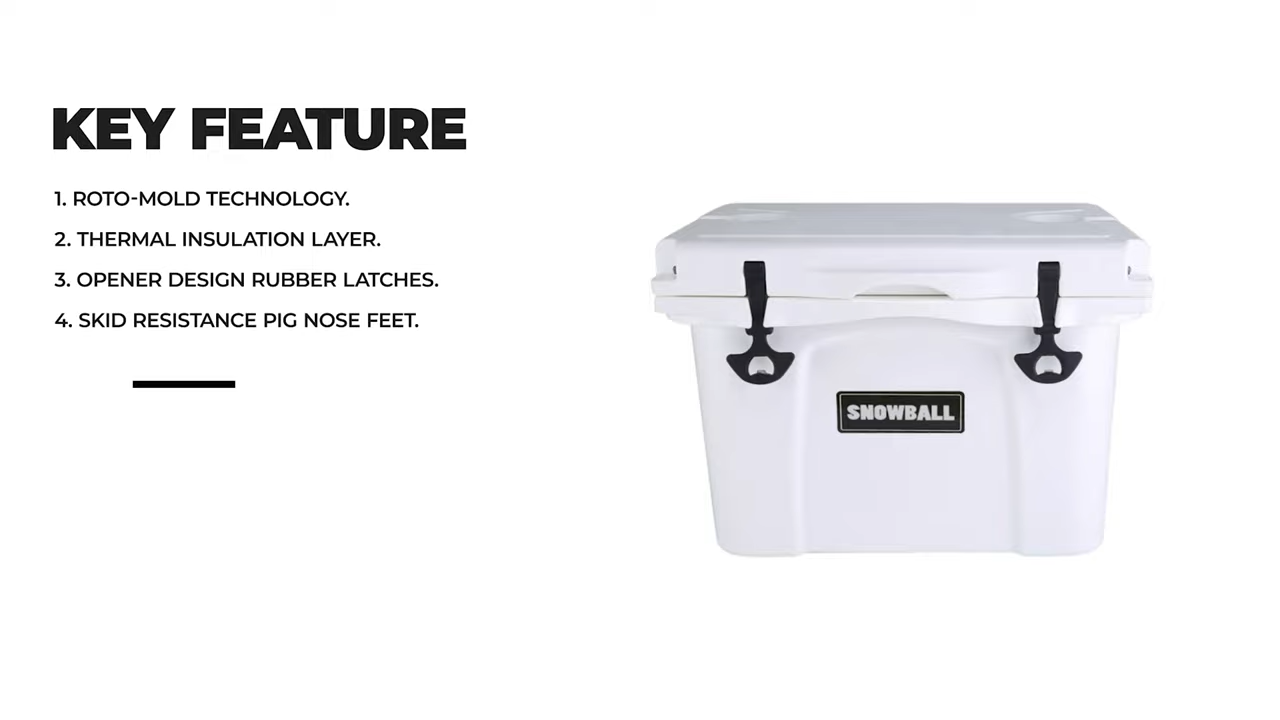 KEY FEATURE
1. ROTO-MOLD TECHNOLOGY.
2. THERMAL INSULATION LAYER.
3. OPENER DESIGN RUBBER LATCHES.
4. SKID RESISTANCE PIG NOSE FEET.
SNOWBALL